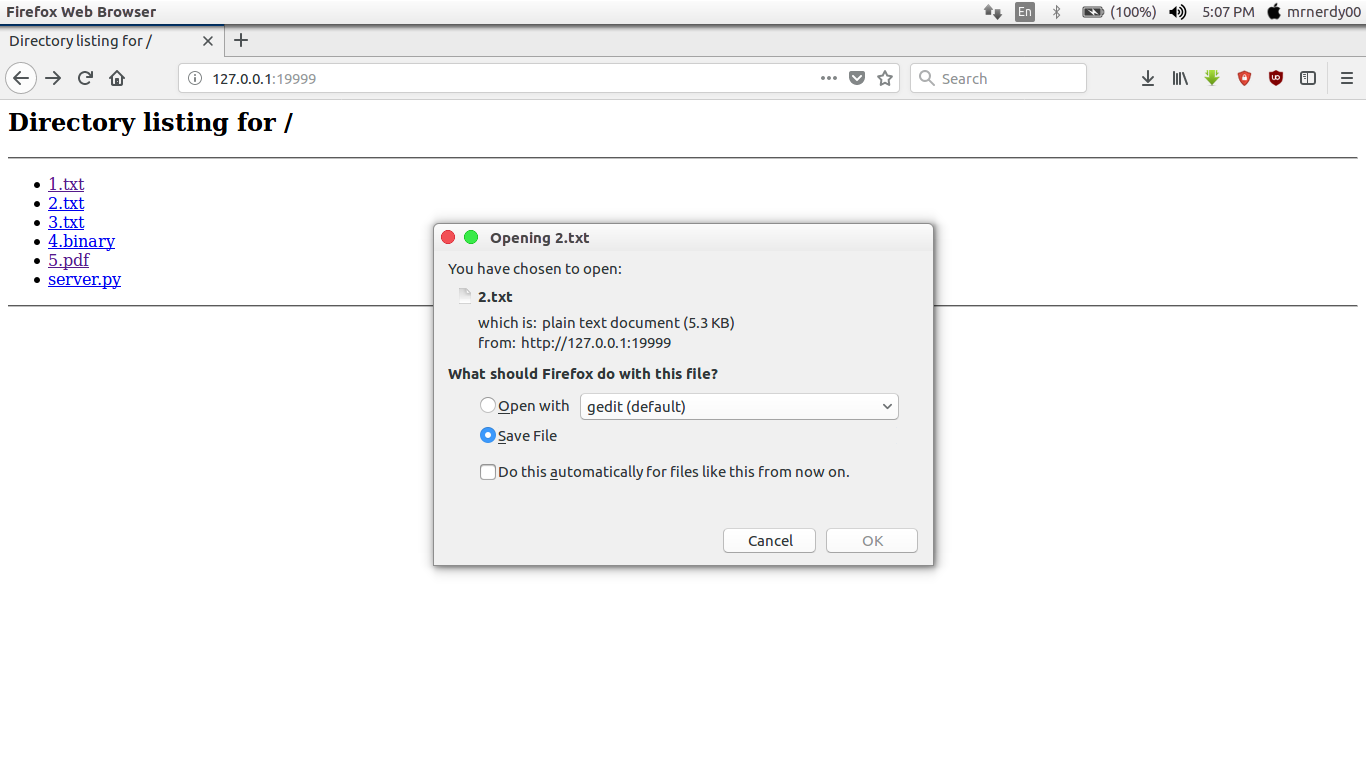 Firefox Web Browser
En
(100%)
5:07 PM
mrnerdy00
Directory listing for /
127.0.0.1:19999
Search
Directory listing for /
1.txt
2.txt
3.txt
4.binary
5.pdf
server.py
Opening 2.txt
You have chosen to open:
2.txt
which is: plain text document (5.3 KB)
from: http://127.0.0.1:19999
What should Firefox do with this file?
Open with gedit (default)
Save File
Do this automatically for files like this from now on.
Cancel OK